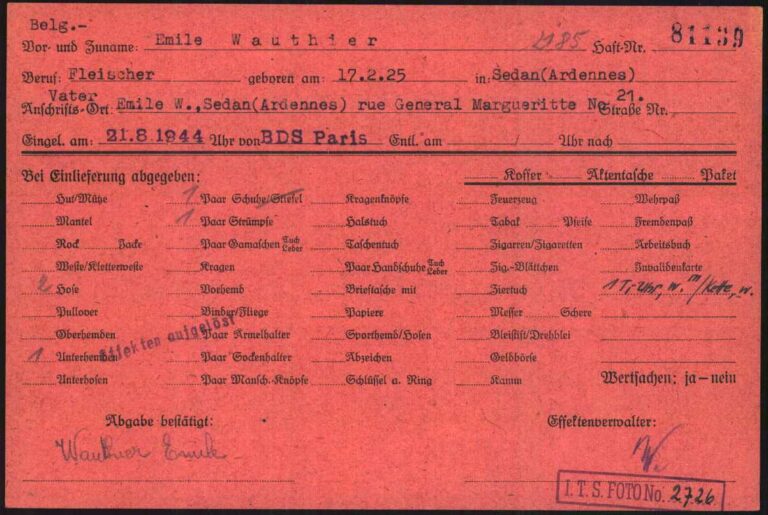 Belg.-
Vor- und Zuname: Emile Wauthier 2185 Haft-Nr. 81139
Beruf: Fleischer geboren am: 17.2.25 in: Sedan(Ardennes)
Vater
Anschrifts-Ort: Emile W.,Sedan(Ardennes) rue General Margueritte No 21. Straße Nr.
Eingel. am: 21.8.1944 Uhr von BDS Paris Entl. am Uhr nach
Bei Einlieferung abgegeben: Koffer Aktentasche Paket
Hut/Mütze 1 Paar Schuhe/Stiefel Kragenknöpfe Feuerzeug Wehrpaß
Mantel 1 Paar Strümpfe Halstuch Tabak Pfeife Fremdenpaß
Rock Jacke Paar Gamaschen Tuch Leder Taschentuch Zigarren/Zigaretten Arbeitsbuch
Weste/Kletterweste Kragen Paar Handschuhe Tuch Leder Zig.-Blättchen Invalidenkarte
2 Hose Vorhemd Brieftasche mit Ziertuch 1 T.-Uhr, w. m/Kette, w.
Pullover Binder/Fliege Papiere Messer Schere
Oberhemden Paar Ärmelhalter Sporthemd/Hosen Bleistift/Drehblei
Effekten aufgelöst
1 Unterhemden Paar Sockenhalter Abzeichen Geldbörse
Unterhosen Paar Mansch.-Knöpfe Schlüssel a. Ring Kamm Wertsachen: ja – nein
Abgabe bestätigt: Effektenverwalter:
Wauthier Emile W.
I.T.S. FOTO No. 2726